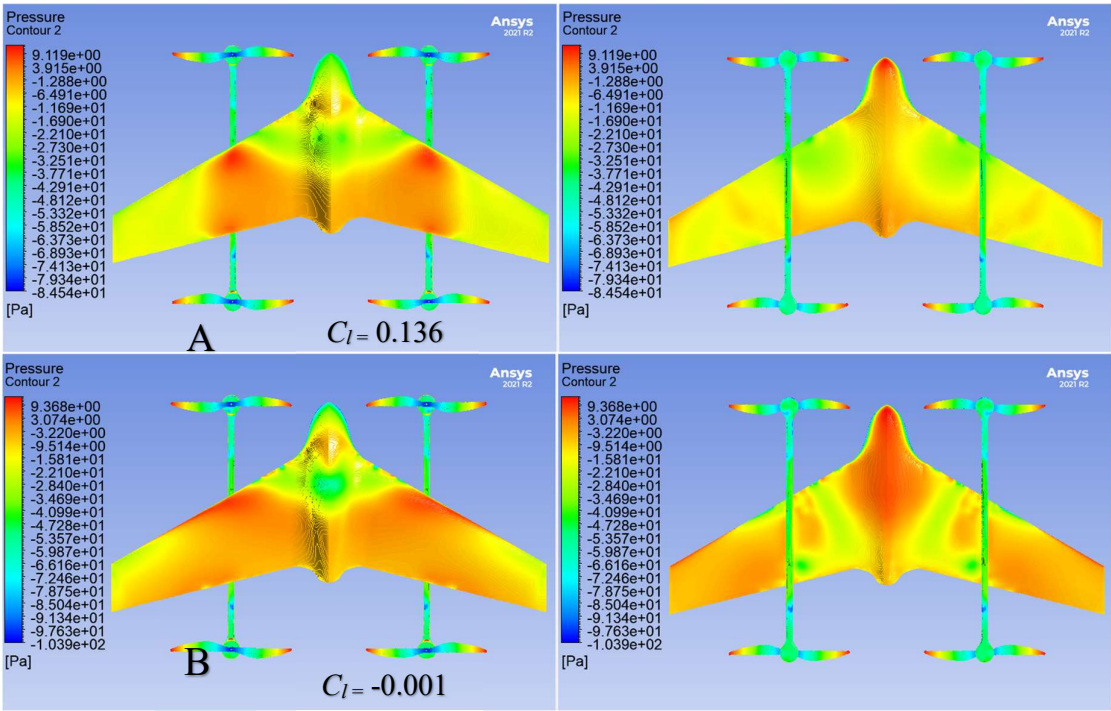 Pressure
Contour 2
Ansys
2021 R2
9.119e+00
3.915e+00
-1.288e+00
-6.491e+00
-1.169e+01
-1.690e+01
-2.210e+01
-2.730e+01
-3.251e+01
-3.771e+01
-4.291e+01
-4.812e+01
-5.332e+01
-5.852e+01
-6.373e+01
-6.893e+01
-7.413e+01
-7.934e+01
-8.454e+01
[Pa]
A
Cl = 0.136
Pressure
Contour 2
Ansys
2021 R2
9.119e+00
3.915e+00
-1.288e+00
-6.491e+00
-1.169e+01
-1.690e+01
-2.210e+01
-2.730e+01
-3.251e+01
-3.771e+01
-4.291e+01
-4.812e+01
-5.332e+01
-5.852e+01
-6.373e+01
-6.893e+01
-7.413e+01
-7.934e+01
-8.454e+01
[Pa]
Pressure
Contour 2
Ansys
2021 R2
9.368e+00
3.074e+00
-3.220e+00
-9.514e+00
-1.581e+01
-2.210e+01
-2.840e+01
-3.469e+01
-4.099e+01
-4.728e+01
-5.357e+01
-5.987e+01
-6.616e+01
-7.246e+01
-7.875e+01
-8.504e+01
-9.134e+01
-9.763e+01
-1.039e+02
[Pa]
B
Cl = -0.001
Pressure
Contour 2
Ansys
2021 R2
9.368e+00
3.074e+00
-3.220e+00
-9.514e+00
-1.581e+01
-2.210e+01
-2.840e+01
-3.469e+01
-4.099e+01
-4.728e+01
-5.357e+01
-5.987e+01
-6.616e+01
-7.246e+01
-7.875e+01
-8.504e+01
-9.134e+01
-9.763e+01
-1.039e+02
[Pa]